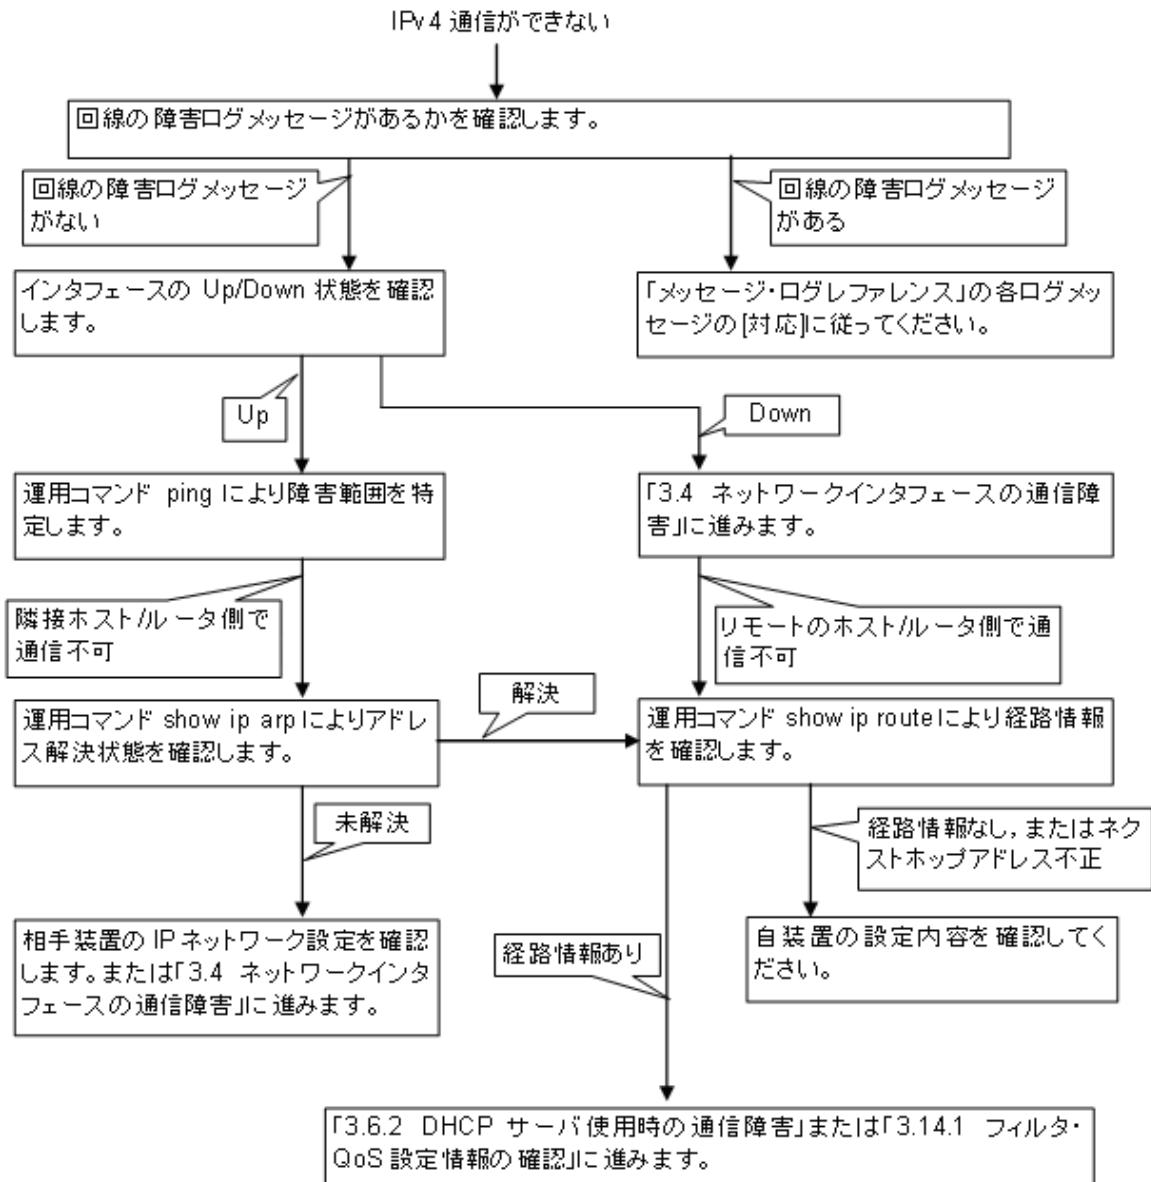 IPv4 通信ができない
回線の障害ログメッセージがあるかを確認します。
回線の障害ログメッセージ
がない
回線の障害ログメッセージ
がある
インタフェースの Up/Down 状態を確認
します。
「メッセージ・ログレファレンス」の各ログメッ
セージの[対応]に従ってください。
Up
Down
運用コマンド ping により障害範囲を特
定します。
「3.4 ネットワークインタフェースの通信障
害」に進みます。
隣接ホスト/ルータ側で
通信不可
リモートのホスト/ルータ側で通
信不可
解決
運用コマンド show ip arp によりアドレ
ス解決状態を確認します。
運用コマンド show ip route により経路情報
を確認します。
未解決
経路情報なし，またはネク
ストホップアドレス不正
相手装置の IP ネットワーク設定を確認
します。または「3.4 ネットワークインタ
フェースの通信障害」に進みます。
経路情報あり
自装置の設定内容を確認してく
ださい。
「3.6.2 DHCP サーバ使用時の通信障害」または「3.14.1 フィルタ・
QoS 設定情報の確認」に進みます。